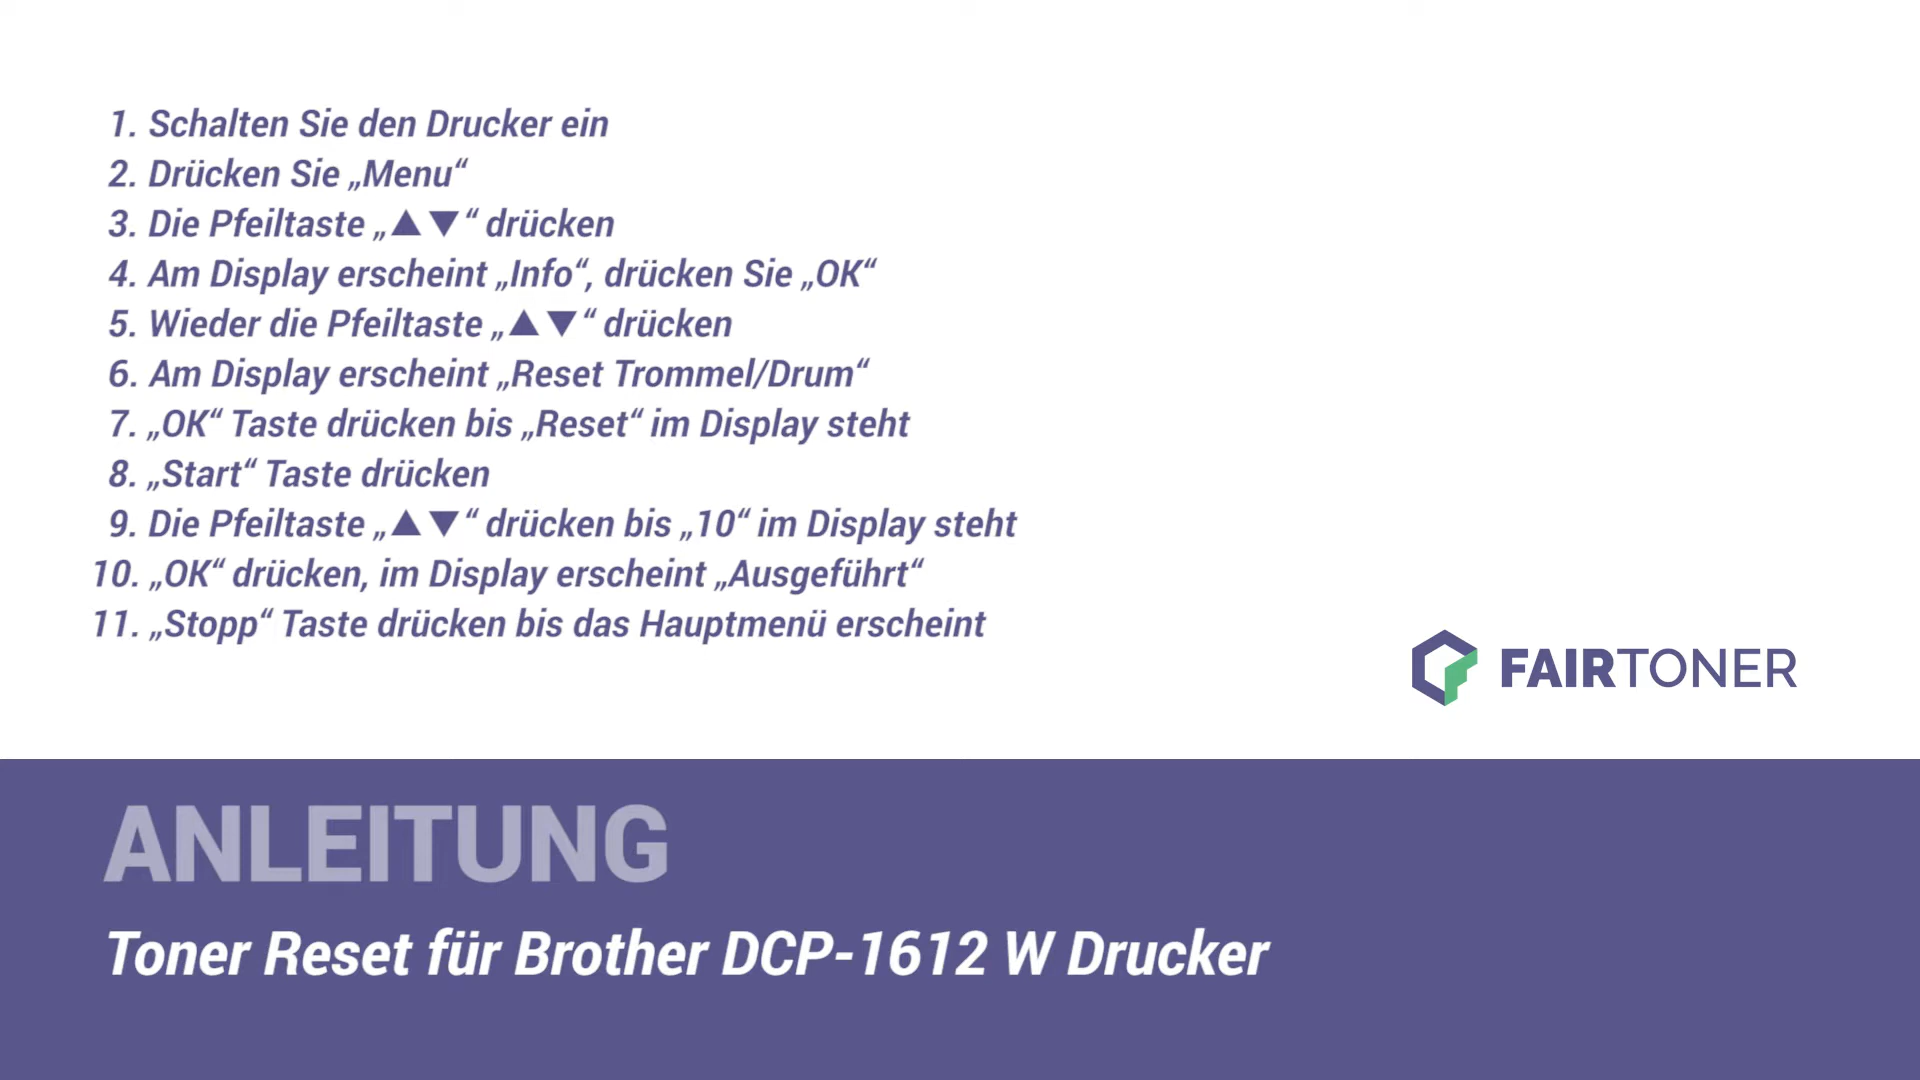 1. Schalten Sie den Drucker ein
2. Drücken Sie „Menu“
3. Die Pfeiltaste „▲▼“ drücken
4. Am Display erscheint „Info“, drücken Sie „OK“
5. Wieder die Pfeiltaste „▲▼“ drücken
6. Am Display erscheint „Reset Trommel/Drum“
7. „OK“ Taste drücken bis „Reset“ im Display steht
8. „Start“ Taste drücken
9. Die Pfeiltaste „▲▼“ drücken bis „10“ im Display steht
10. „OK“ drücken, im Display erscheint „Ausgeführt“
11. „Stopp“ Taste drücken bis das Hauptmenü erscheint
FAIRTONER
ANLEITUNG
Toner Reset für Brother DCP-1612 W Drucker